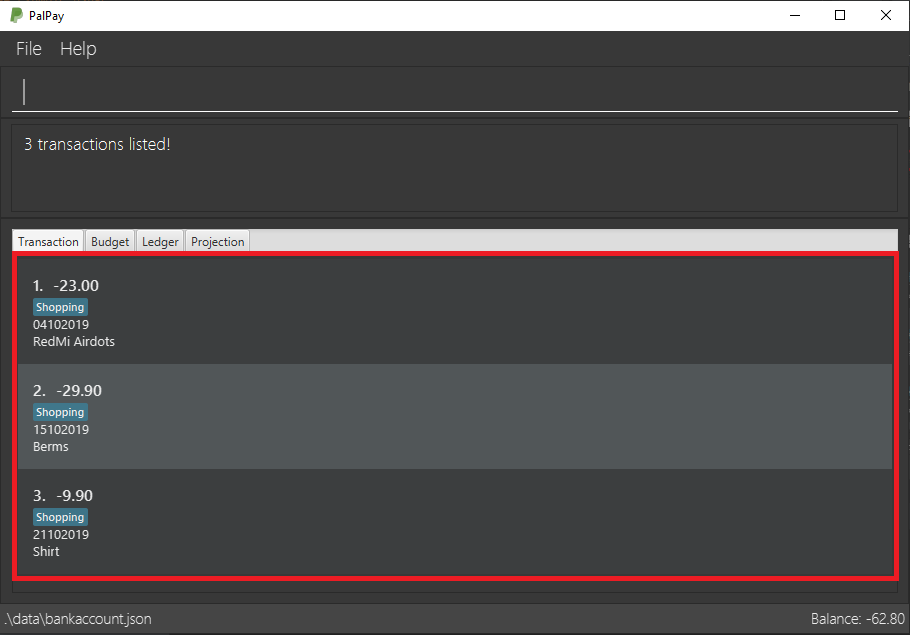 PalPay
File Help
3 transactions listed!
Transaction Budget Ledger Projection
1. -23.00
Shopping
04102019
RedMi Airdots
2. -29.90
Shopping
15102019
Berms
3. -9.90
Shopping
21102019
Shirt
.\data\bankaccount.json Balance: -62.80